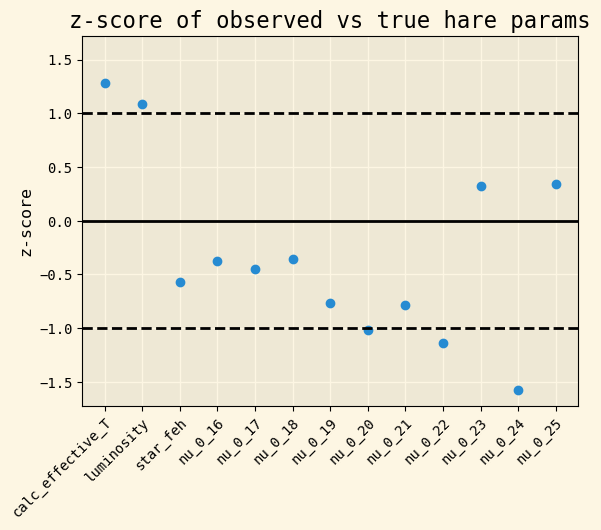 z-score of observed vs true hare params
z-score
1.5
1.0
0.5
0.0
−0.5
−1.0
−1.5
calc_effective_T
luminosity
star_feh
nu_0_16
nu_0_17
nu_0_18
nu_0_19
nu_0_20
nu_0_21
nu_0_22
nu_0_23
nu_0_24
nu_0_25